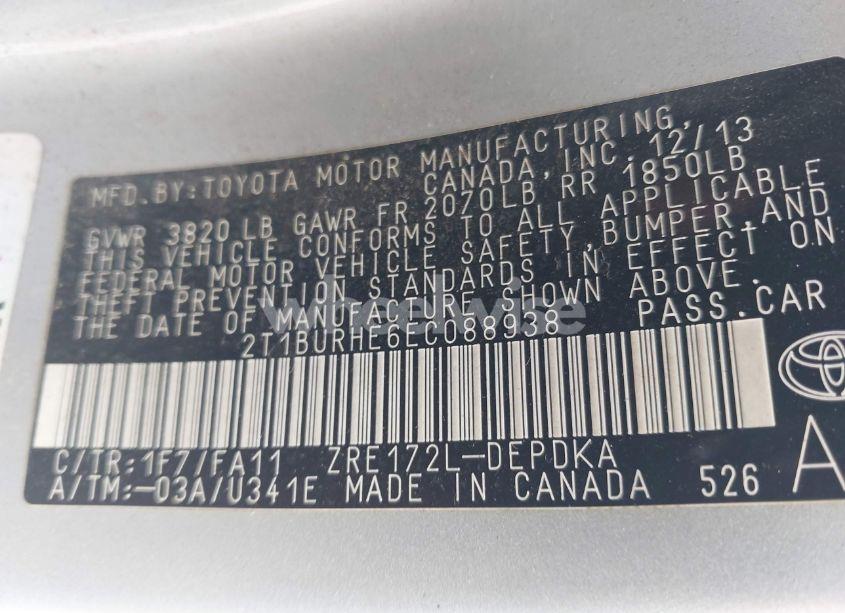 MFD.BY:TOYOTA MOTOR MANUFACTURING,
CANADA,INC. 12/13
GVWR 3820 LB GAWR FR 2070LB RR 1850LB
THIS VEHICLE CONFORMS TO ALL APPLICABLE
FEDERAL MOTOR VEHICLE SAFETY,BUMPER,AND
THEFT PREVENTION STANDARDS IN EFFECT ON
THE DATE OF MANUFACTURE SHOWN ABOVE.
2T1BURHE6EC088938 PASS.CAR
wheelwise
C/TR:1F7/FA11 ZRE172L-DEPDKA
A/TM:-03A/U341E MADE IN CANADA 526 A